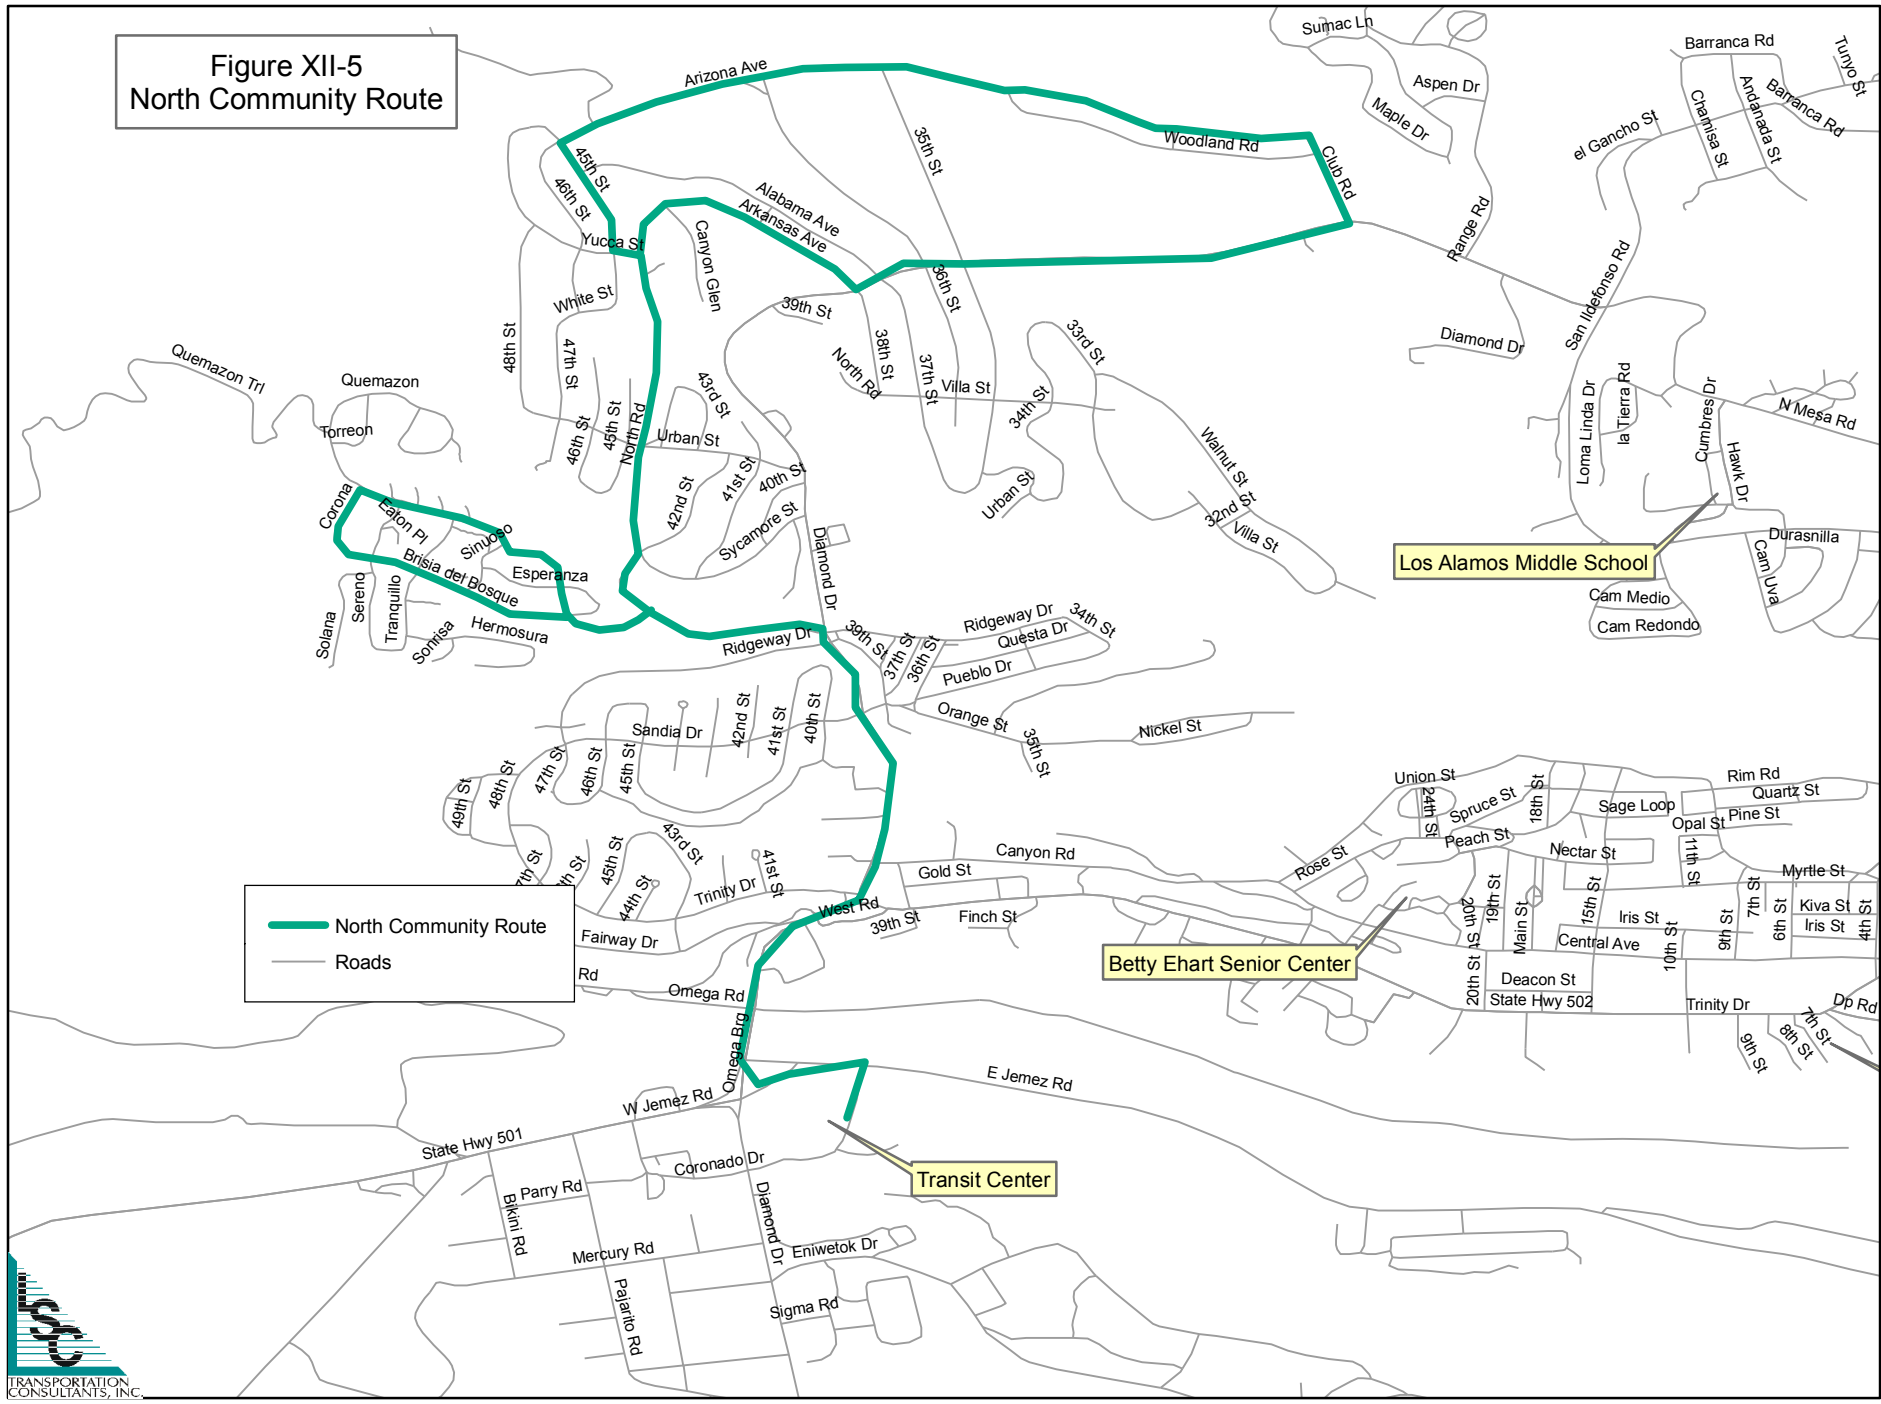 Figure XII-5
North Community Route
Sumac Ln
Barranca Rd
Tunyo St
Arizona Ave
Aspen Dr
Maple Dr
Chamisa St
Andanada St
Barranca Rd
el Gancho St
35th St
Woodland Rd
Club Rd
45th St
46th St
Alabama Ave
Arkansas Ave
Yucca St
Canyon Glen
Range Rd
San Ildefonso Rd
36th St
White St
39th St
48th St
47th St
38th St
37th St
33rd St
Diamond Dr
Quemazon Trl
Quemazon
Torreon
North Rd
Villa St
34th St
43rd St
46th St
45th St
North Rd
Urban St
Loma Linda Dr
la Tierra Rd
Cumbres Dr
N Mesa Rd
Hawk Dr
Walnut St
42nd St
41st St
40th St
Sycamore St
Urban St
32nd St
Villa St
Corona
Eaton Pl
Sinuoso
Brisia del Bosque
Esperanza
Diamond Dr
Durasnilla
Los Alamos Middle School
Cam Uva
Cam Medio
Cam Redondo
Solana
Sereno
Tranquillo
Sonrisa
Hermosura
Ridgeway Dr
39th St
37th St
36th St
Ridgeway Dr
34th St
Questa Dr
Pueblo Dr
Orange St
35th St
Nickel St
Sandia Dr
42nd St
41st St
40th St
49th St
48th St
47th St
46th St
45th St
Union St
24th St
Spruce St
18th St
Sage Loop
Rim Rd
Quartz St
Opal St
Pine St
Peach St
Rose St
Nectar St
11th St
Myrtle St
7th St
45th St
43rd St
44th St
41st St
Trinity Dr
Canyon Rd
Gold St
West Rd
39th St
Finch St
Fairway Dr
Rd
North Community Route
Roads
20th St
19th St
Main St
15th St
Iris St
Central Ave
10th St
9th St
7th St
6th St
Kiva St
Iris St
4th St
Betty Ehart Senior Center
20th St
Deacon St
State Hwy 502
Trinity Dr
Dp Rd
9th St
8th St
7th St
Omega Rd
Omega Brg
E Jemez Rd
W Jemez Rd
State Hwy 501
Coronado Dr
Transit Center
Parry Rd
Bikini Rd
Diamond Dr
Mercury Rd
Eniwetok Dr
Pajarito Rd
Sigma Rd
LSC
TRANSPORTATION
CONSULTANTS, INC.